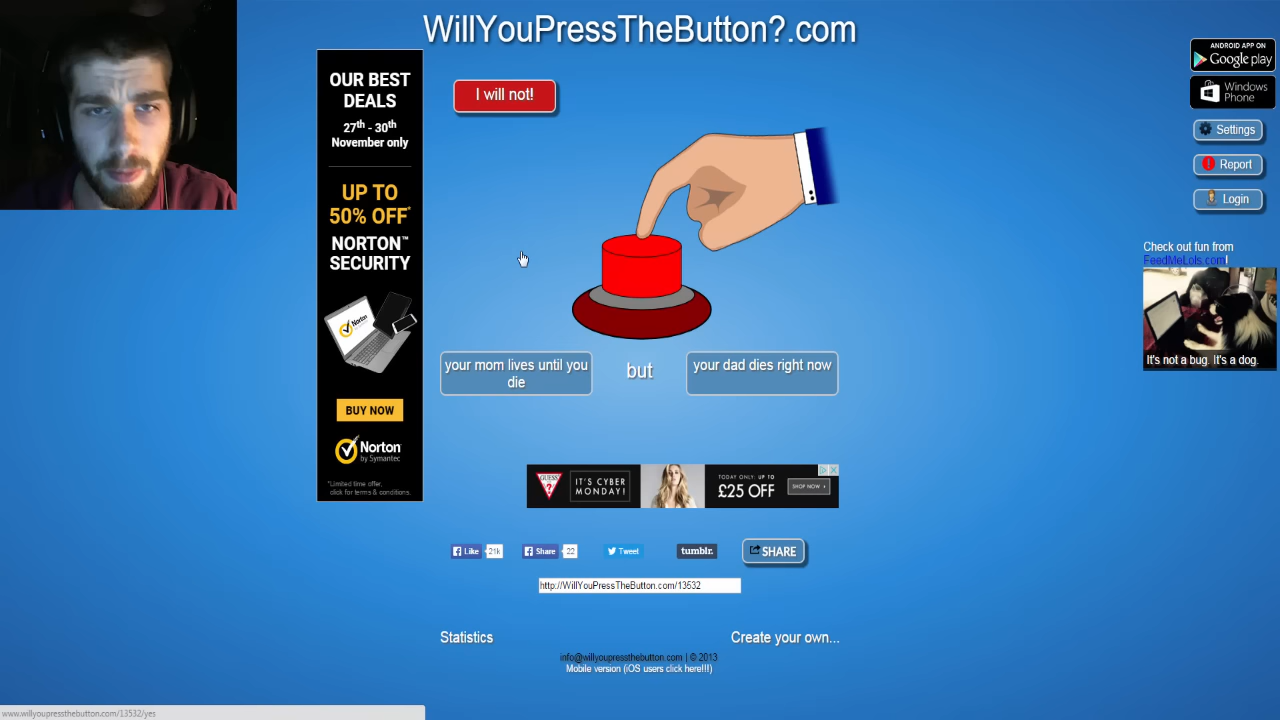 WillYouPressTheButton?.com
OUR BEST
DEALS
27th - 30th
November only
UP TO
50% OFF*
NORTON™
SECURITY
Norton
BUY NOW
Norton
by Symantec
*Limited time offer,
click for terms & conditions.
I will not!
your mom lives until you
die
but
your dad dies right now
GUESS
?
IT'S CYBER
MONDAY!
TODAY ONLY: UP TO
£25 OFF
SHOP NOW ›
Like 21k
Share 22
Tweet
tumblr.
SHARE
http://WillYouPressTheButton.com/13532
Statistics
Create your own...
info@willyoupressthebutton.com | © 2013
Mobile version (iOS users click here!!!)
ANDROID APP ON
Google play
Windows
Phone
Settings
Report
Login
Check out fun from
FeedMeLols.com!
It's not a bug. It's a dog.
www.willyoupressthebutton.com/13532/yes